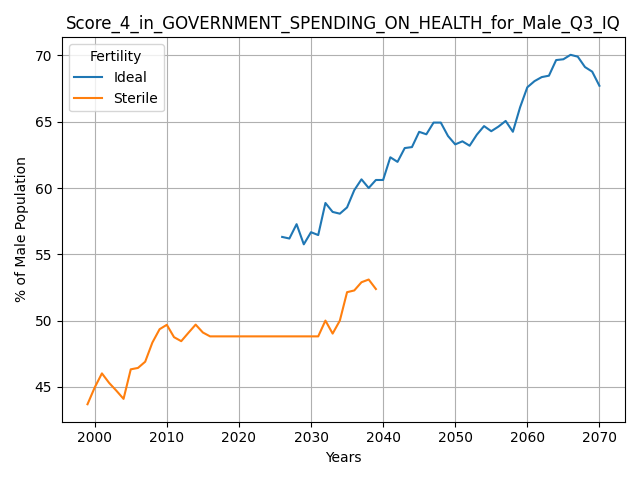 Score_4_in_GOVERNMENT_SPENDING_ON_HEALTH_for_Male_Q3_IQ
Fertility
Ideal
Sterile
% of Male Population
70
65
60
55
50
45
2000 2010 2020 2030 2040 2050 2060 2070
Years